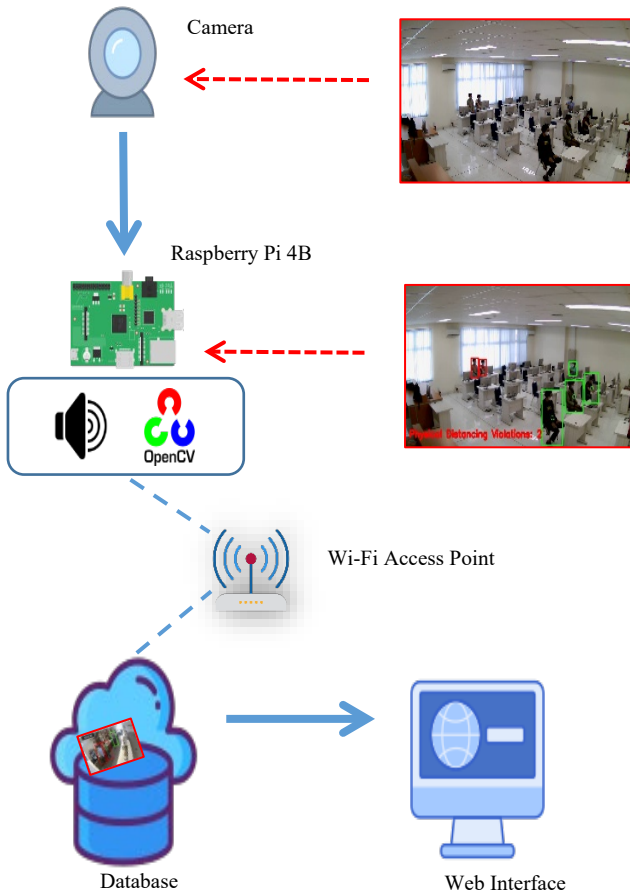 Camera
Raspberry Pi 4B
Physical Distancing Violations: 2
OpenCV
Wi-Fi Access Point
Database
Web Interface